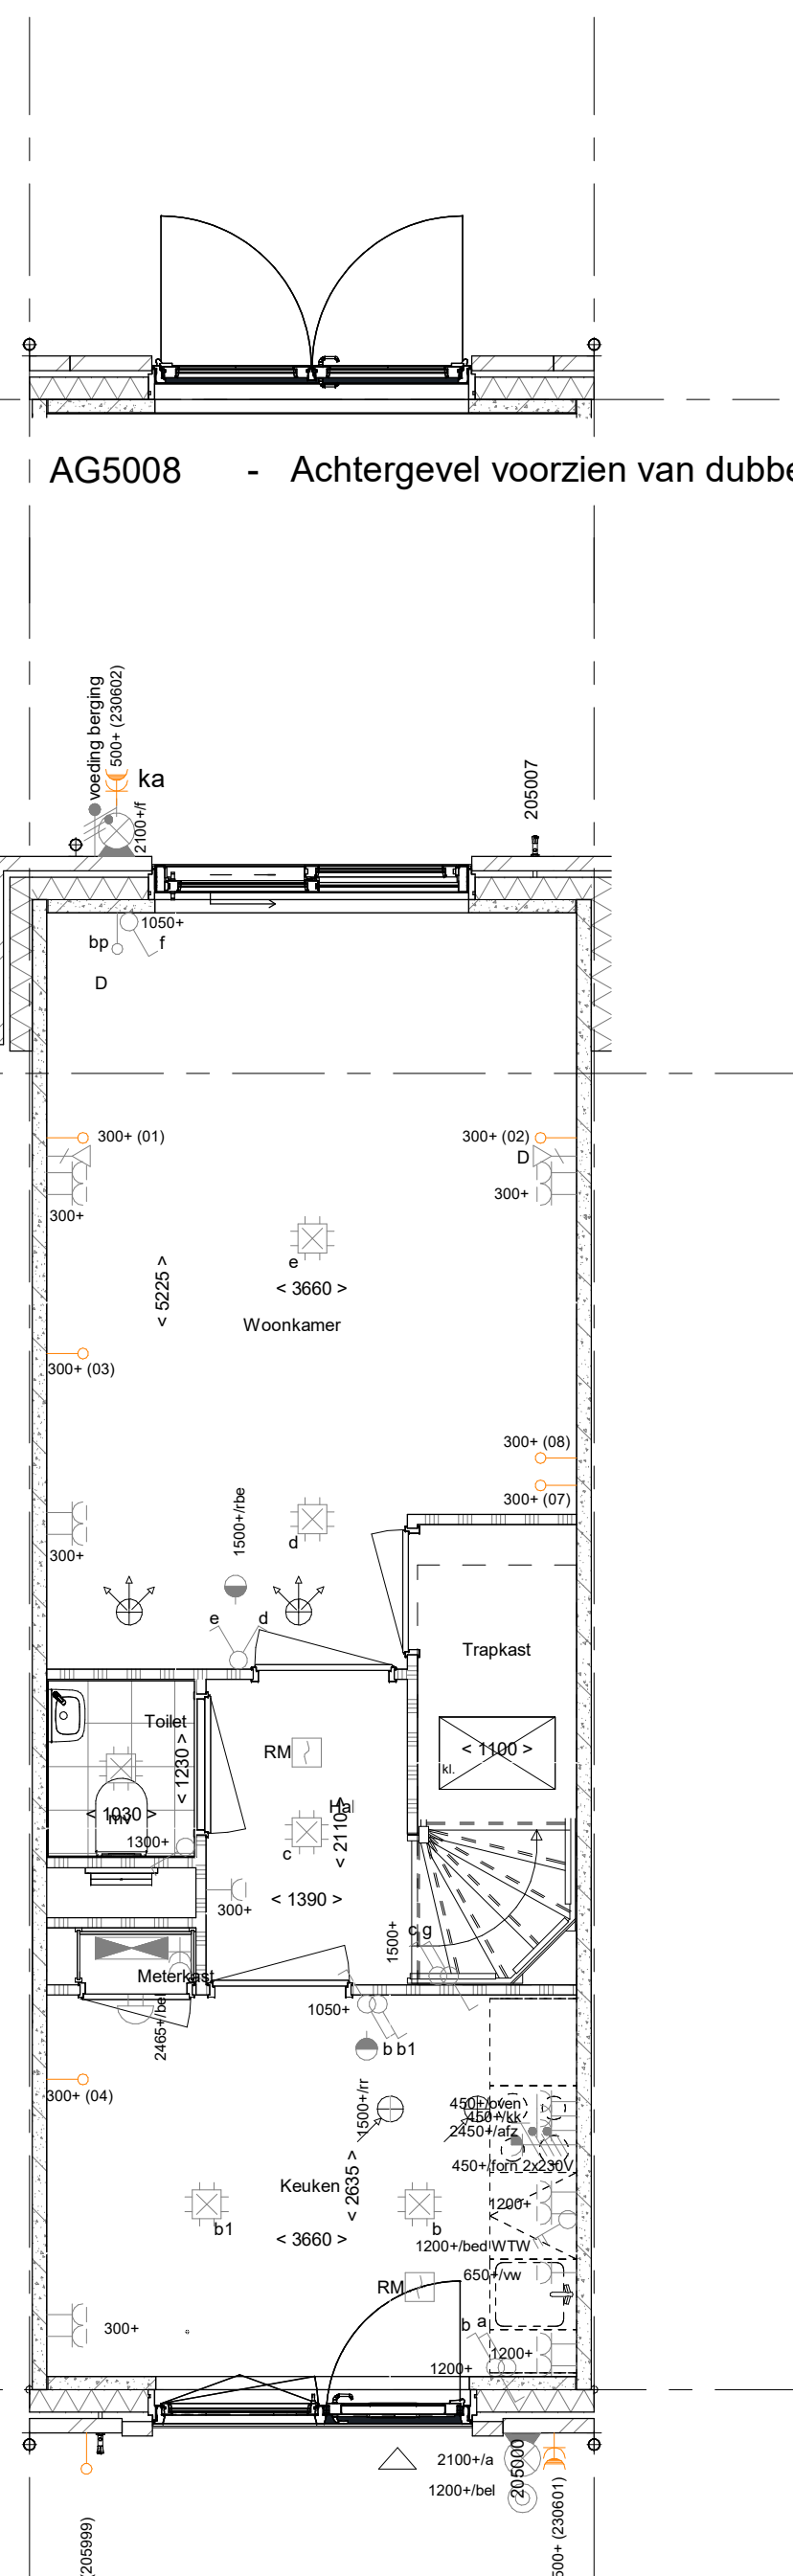 AG5008 - Achtergevel voorzien van dubbe
voeding berging
500+ (230602)
ka
2100+/f
205007
1050+
bp
f
D
300+ (01)
300+ (02)
D
300+
300+
e
< 5225 >
< 3660 >
Woonkamer
300+ (03)
300+ (08)
300+ (07)
300+
d
1500+/rbe
e
d
Trapkast
Toilet
< 1230 >
RM
< 1100 >
kl.
< 1030 >
mv
Hal
< 2110 >
1300+
c
300+
< 1390 >
1500+
c g
Meterkast
2465+/bel
1050+
b b1
300+ (04)
1500+/rr
450+/oven
450+/kk
2450+/afz
450+/forn 2x230V
Keuken
< 2635 >
1200+
b1
b
< 3660 >
1200+/bed WTW
RM
650+/vw
300+
b a
1200+
1200+
2100+/a
205000
1200+/bel
(205999)
500+ (230601)